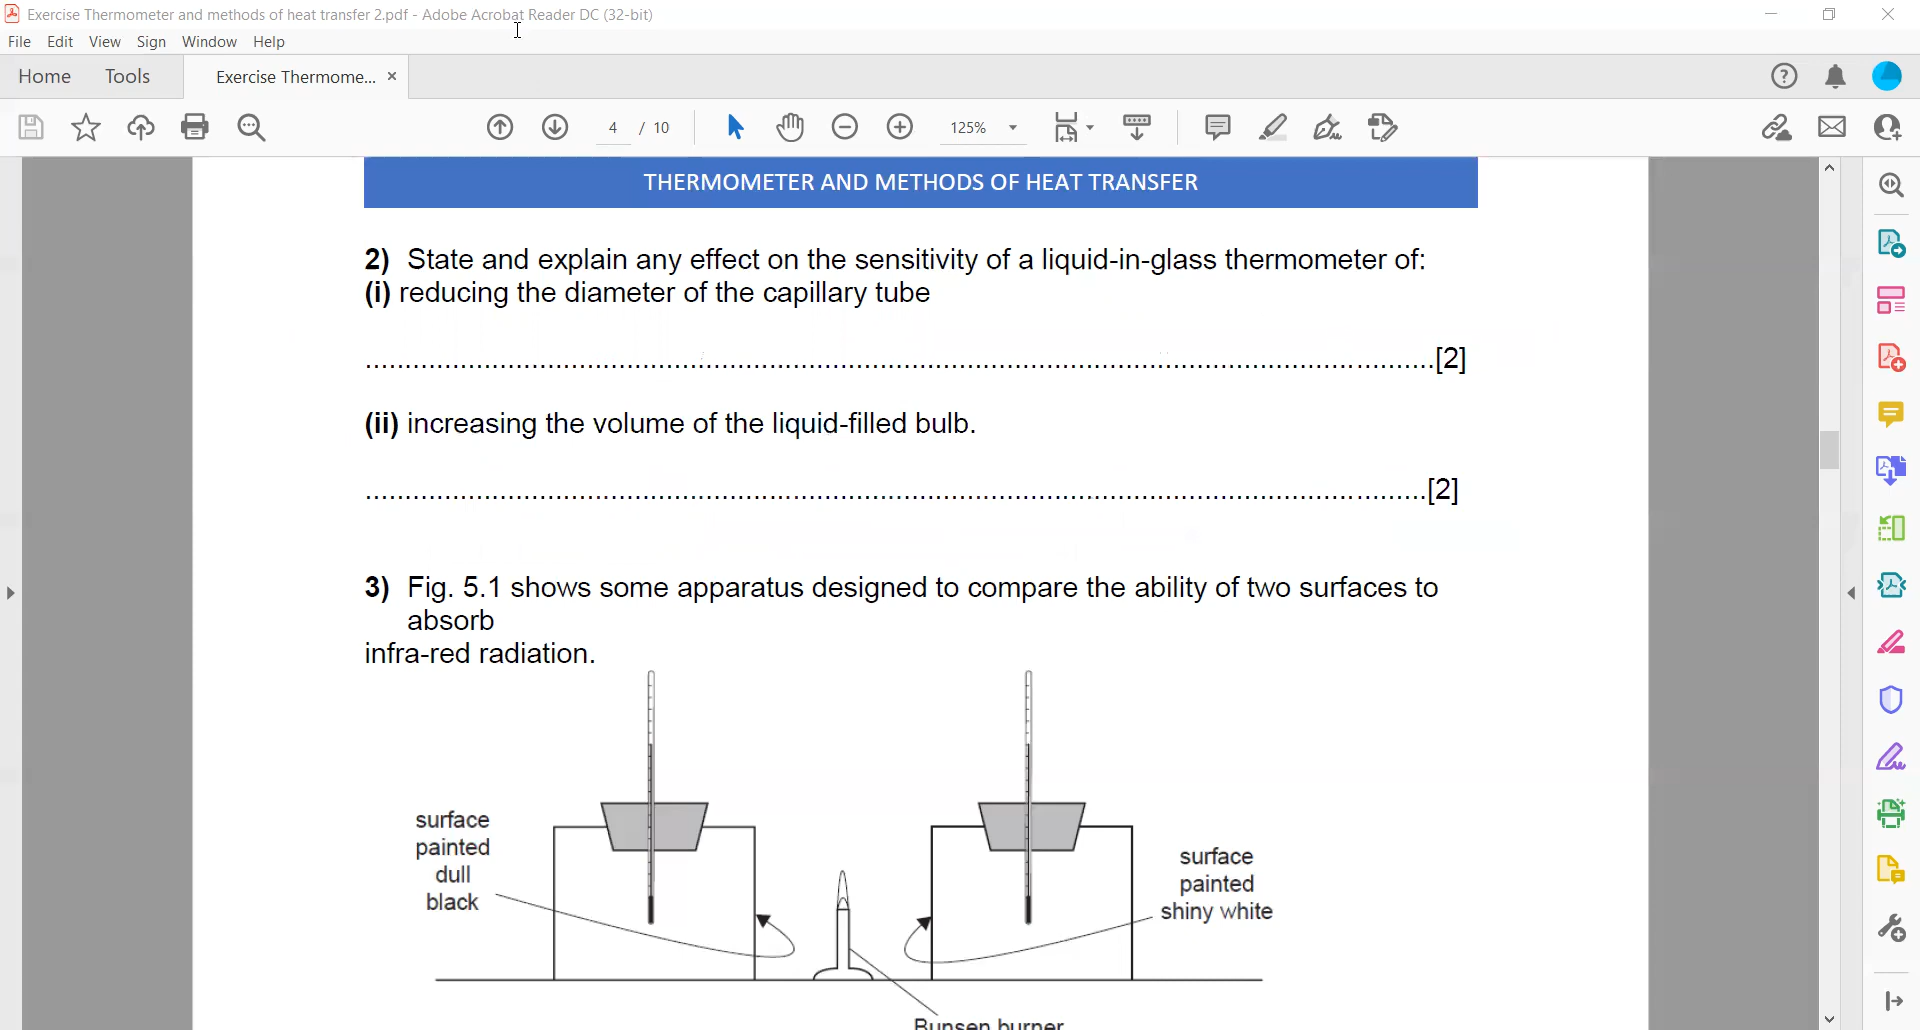 Exercise Thermometer and methods of heat transfer 2.pdf - Adobe Acrobat Reader DC (32-bit)
File Edit View Sign Window Help
Home Tools Exercise Thermome... ×
4 / 10 125%
THERMOMETER AND METHODS OF HEAT TRANSFER
2) State and explain any effect on the sensitivity of a liquid-in-glass thermometer of:
(i) reducing the diameter of the capillary tube
..........................................................................................................................................[2]
(ii) increasing the volume of the liquid-filled bulb.
.........................................................................................................................................[2]
3) Fig. 5.1 shows some apparatus designed to compare the ability of two surfaces to
absorb
infra-red radiation.
surface
painted
dull
black
surface
painted
shiny white
Bunsen burner